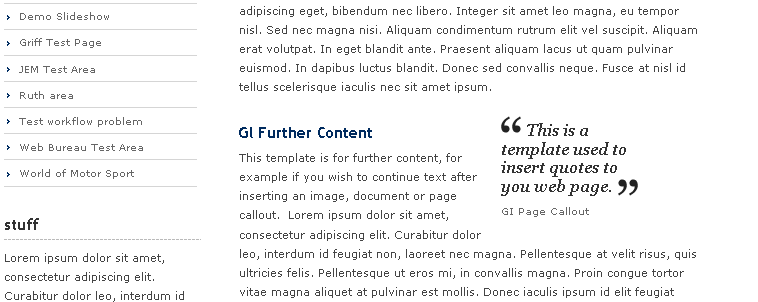 Demo Slideshow
Griff Test Page
JEM Test Area
Ruth area
Test workflow problem
Web Bureau Test Area
World of Motor Sport
stuff
Lorem ipsum dolor sit amet,
consectetur adipiscing elit.
Curabitur dolor leo, interdum id
adipiscing eget, bibendum nec libero. Integer sit amet leo magna, eu tempor
nisl. Sed nec magna nisi. Aliquam condimentum rutrum elit vel suscipit. Aliquam
erat volutpat. In eget blandit ante. Praesent aliquam lacus ut quam pulvinar
euismod. In dapibus luctus blandit. Donec sed convallis neque. Fusce at nisl id
tellus scelerisque iaculis nec sit amet ipsum.
GI Further Content
This template is for further content, for
example if you wish to continue text after
inserting an image, document or page
callout.  Lorem ipsum dolor sit amet,
consectetur adipiscing elit. Curabitur dolor
leo, interdum id feugiat non, laoreet nec magna. Pellentesque at velit risus, quis
ultricies felis. Pellentesque ut eros mi, in convallis magna. Proin congue tortor
vitae magna aliquet at pulvinar est mollis. Donec iaculis ipsum id elit feugiat
“ This is a
template used to
insert quotes to
you web page. ”
GI Page Callout